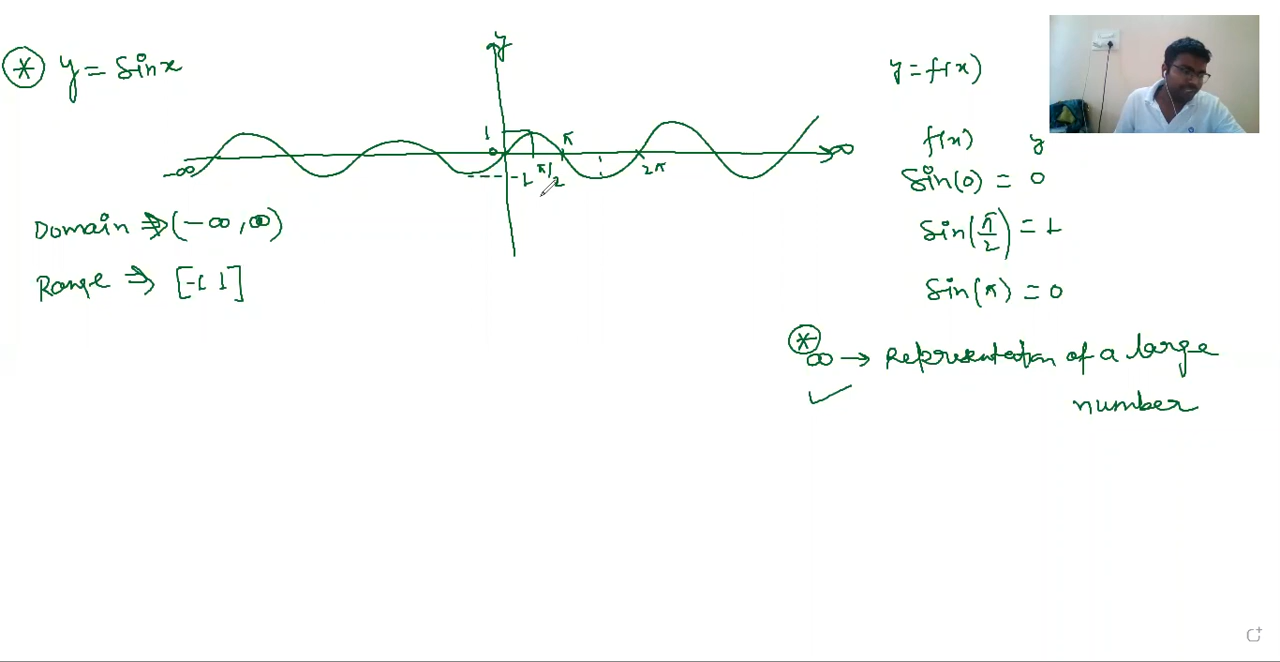 * y = Sin x
y
1
0
π
∞
-∞
-1
π/2
2π
Domain ⇒ (-∞, ∞)
Range ⇒ [-1 1]
y = f(x)
f(x) y
Sin(0) = 0
Sin(π/2) = 1
Sin(π) = 0
* ∞ → Representation of a large
number